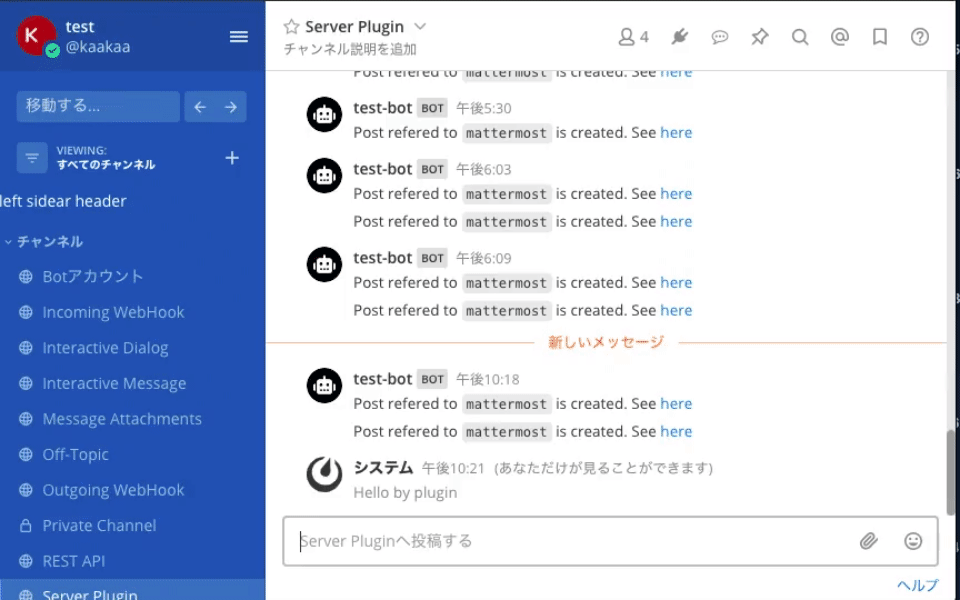 K
test
@kaakaa
移動する...
VIEWING:
すべてのチャンネル
left sidear header
チャンネル
Botアカウント
Incoming WebHook
Interactive Dialog
Interactive Message
Message Attachments
Off-Topic
Outgoing WebHook
Private Channel
REST API
Server Plugin
Server Plugin
チャンネル説明を追加
4
Post refered to mattermost is created. See here
test-bot BOT 午後5:30
Post refered to mattermost is created. See here
test-bot BOT 午後6:03
Post refered to mattermost is created. See here
Post refered to mattermost is created. See here
test-bot BOT 午後6:09
Post refered to mattermost is created. See here
Post refered to mattermost is created. See here
新しいメッセージ
test-bot BOT 午後10:18
Post refered to mattermost is created. See here
Post refered to mattermost is created. See here
システム 午後10:21 (あなただけが見ることができます)
Hello by plugin
Server Pluginへ投稿する
ヘルプ